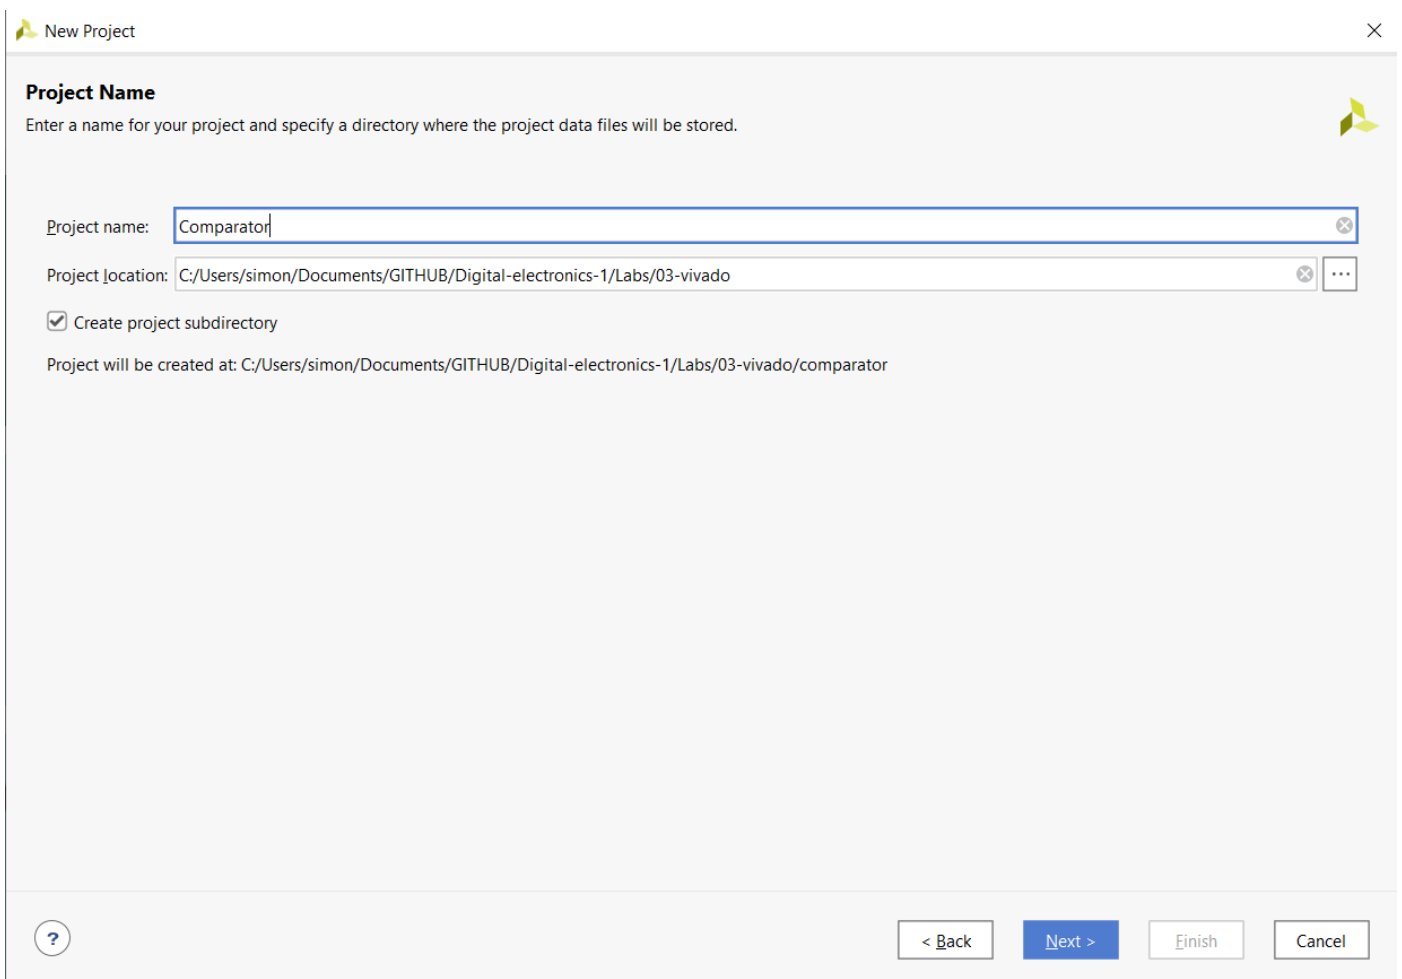 New Project
Project Name
Enter a name for your project and specify a directory where the project data files will be stored.
Project name: Comparator
Project location: C:/Users/simon/Documents/GITHUB/Digital-electronics-1/Labs/03-vivado ...
Create project subdirectory
Project will be created at: C:/Users/simon/Documents/GITHUB/Digital-electronics-1/Labs/03-vivado/comparator
? < Back Next > Finish Cancel